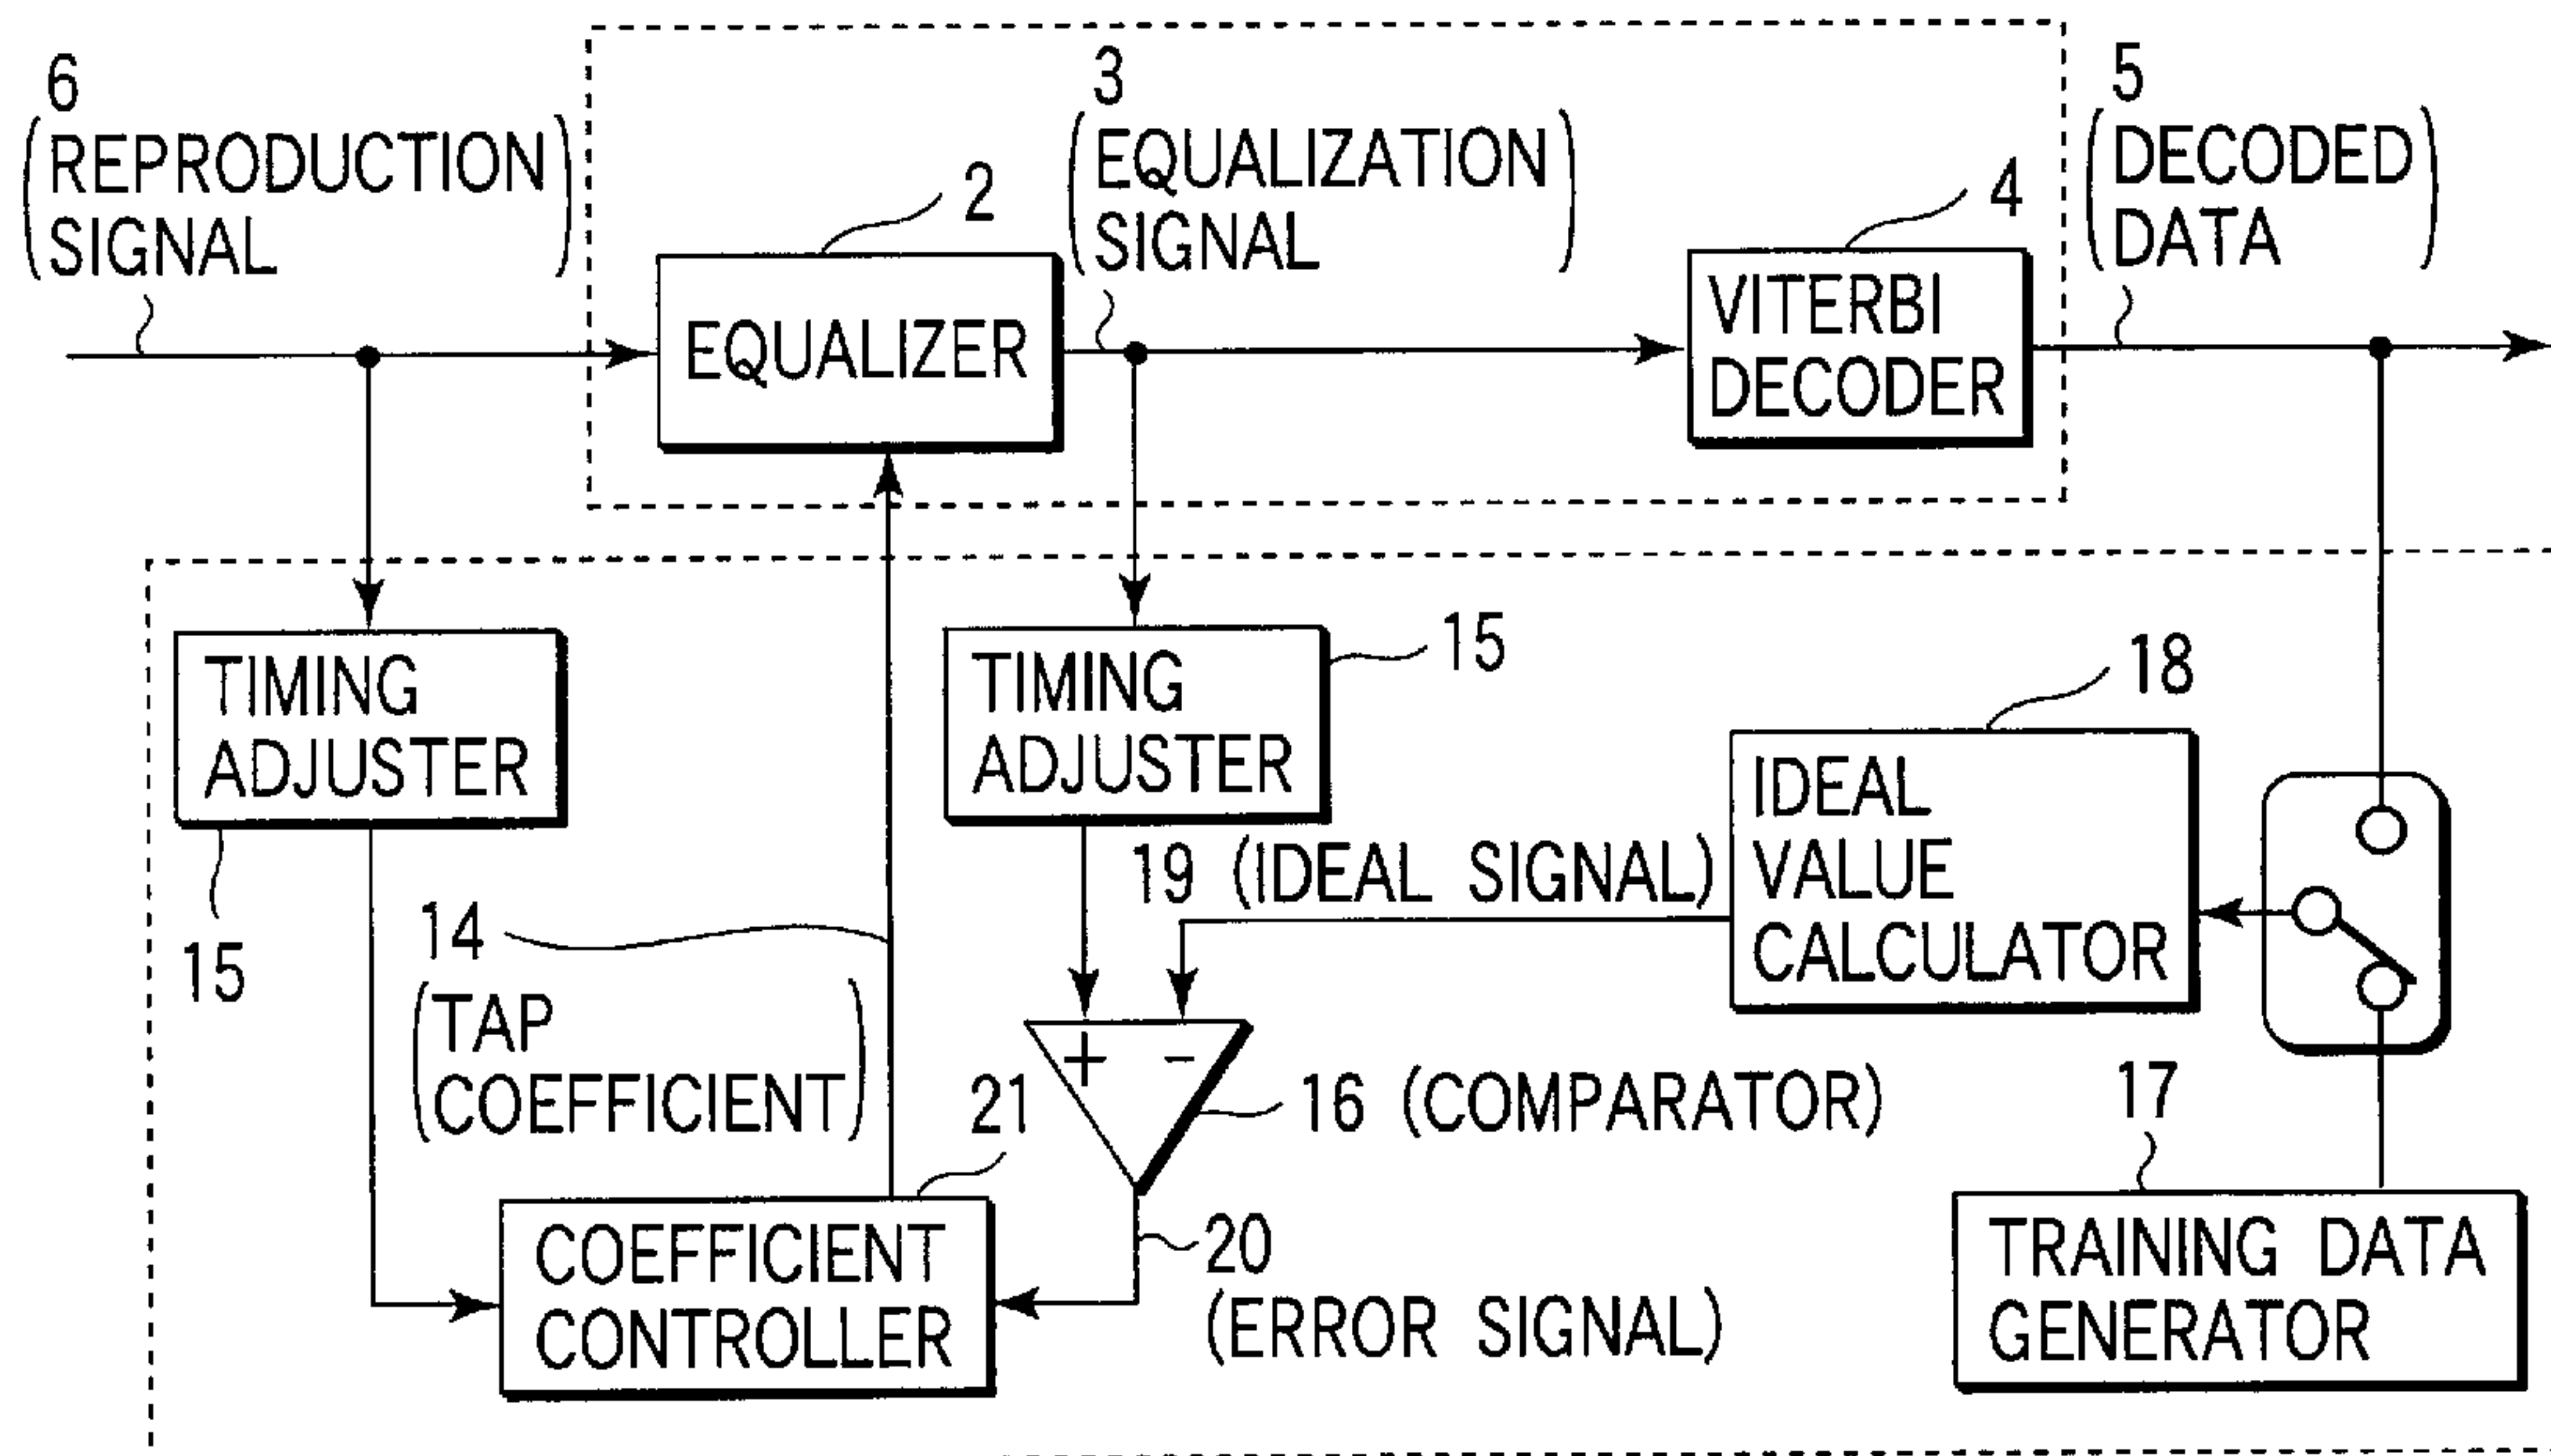 6
(REPRODUCTION
SIGNAL)
3
(EQUALIZATION
SIGNAL)
5
(DECODED
DATA)
2
EQUALIZER
4
VITERBI
DECODER
TIMING
ADJUSTER
15
TIMING
ADJUSTER
15
18
IDEAL
VALUE
CALCULATOR
19 (IDEAL SIGNAL)
14
(TAP
COEFFICIENT)
+ −
16 (COMPARATOR)
21
COEFFICIENT
CONTROLLER
20
(ERROR SIGNAL)
17
TRAINING DATA
GENERATOR